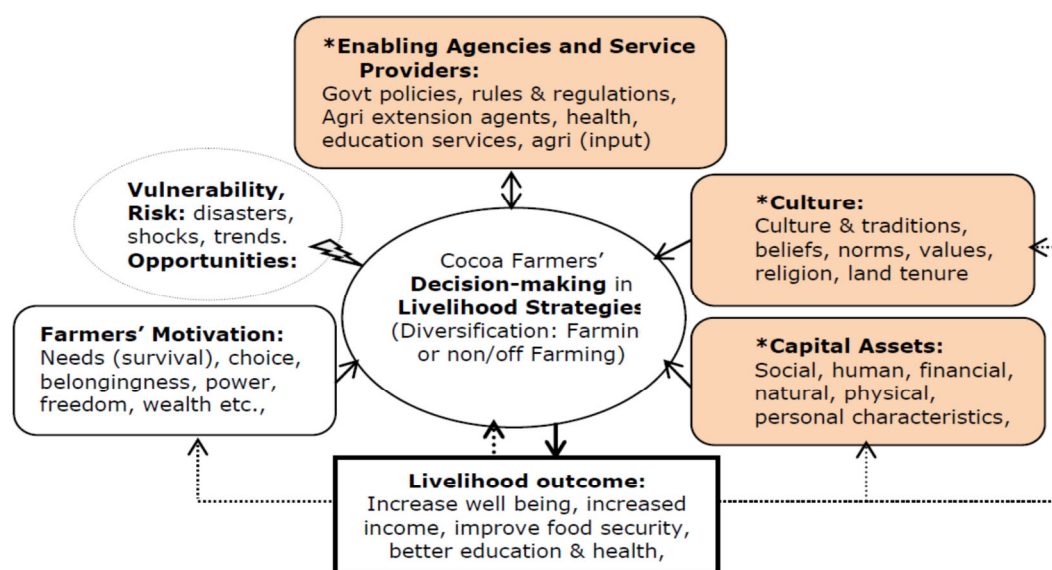 *Enabling Agencies and Service
Providers:
Govt policies, rules & regulations,
Agri extension agents, health,
education services, agri (input)
Vulnerability,
Risk: disasters,
shocks, trends.
Opportunities:
*Culture:
Culture & traditions,
beliefs, norms, values,
religion, land tenure
Cocoa Farmers’
Decision-making in
Livelihood Strategies
(Diversification: Farmin
or non/off Farming)
Farmers’ Motivation:
Needs (survival), choice,
belongingness, power,
freedom, wealth etc.,
*Capital Assets:
Social, human, financial,
natural, physical,
personal characteristics,
Livelihood outcome:
Increase well being, increased
income, improve food security,
better education & health,